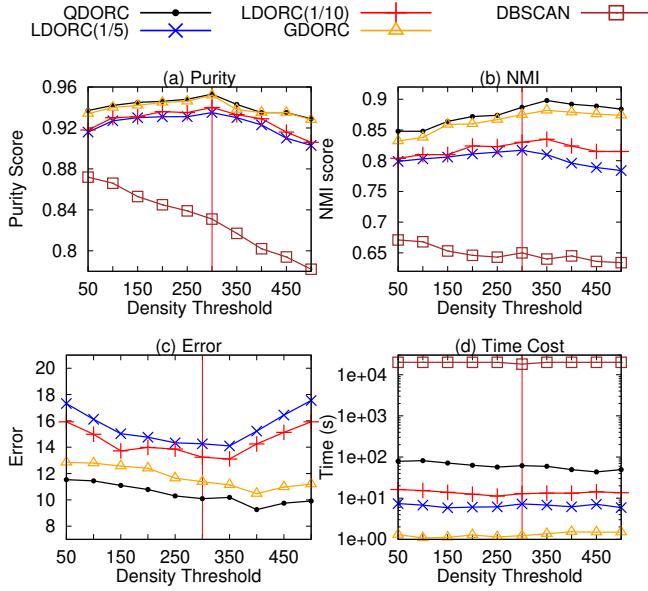 QDORC
LDORC(1/10)
DBSCAN
LDORC(1/5)
GDORC
(a) Purity
(b) NMI
0.96
0.92
0.88
0.84
0.8
Purity Score
50 150 250 350 450
Density Threshold
0.9
0.85
0.8
0.75
0.7
0.65
NMI score
50 150 250 350 450
Density Threshold
(c) Error
(d) Time Cost
20
18
16
14
12
10
8
Error
50 150 250 350 450
Density Threshold
1e+04
1e+03
1e+02
1e+01
1e+00
Time (s)
50 150 250 350 450
Density Threshold